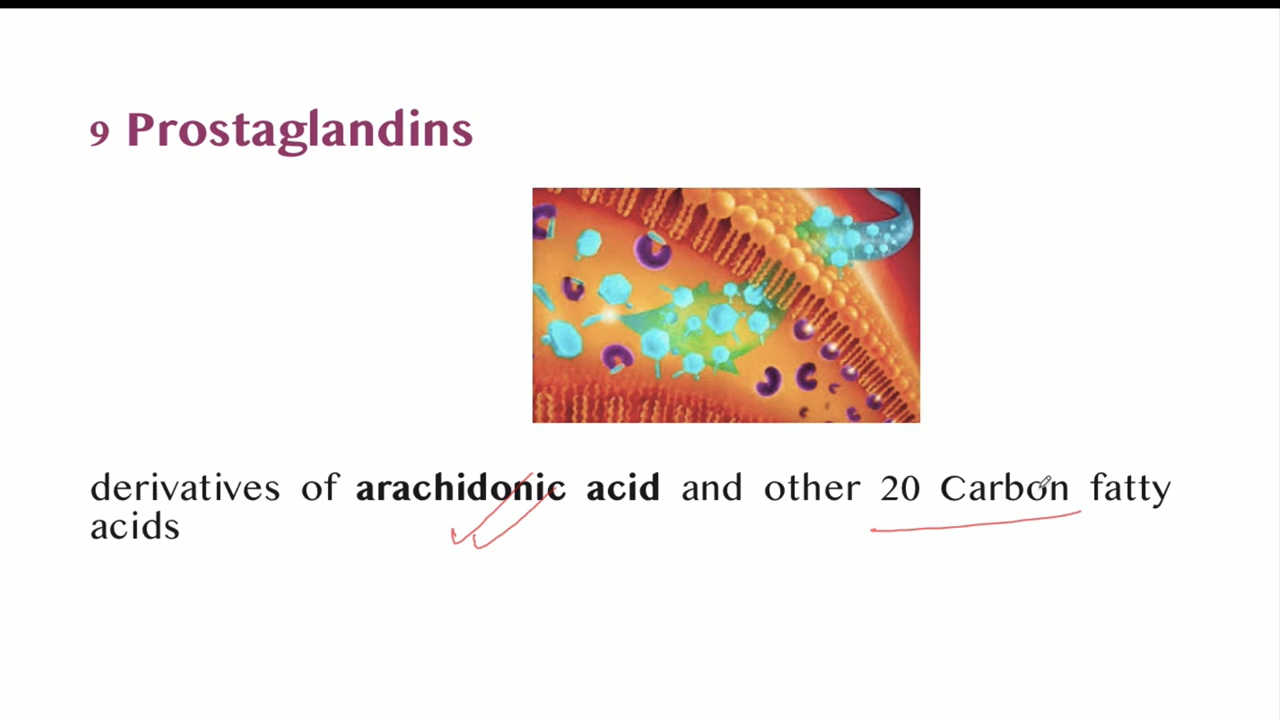 9 Prostaglandins
derivatives of arachidonic acid and other 20 Carbon fatty
acids